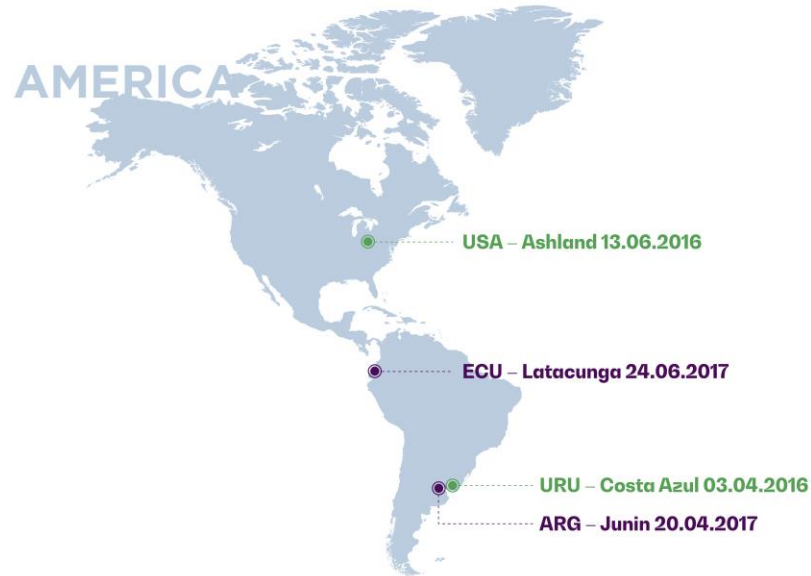 AMERICA
USA – Ashland 13.06.2016
ECU – Latacunga 24.06.2017
URU – Costa Azul 03.04.2016
ARG – Junin 20.04.2017